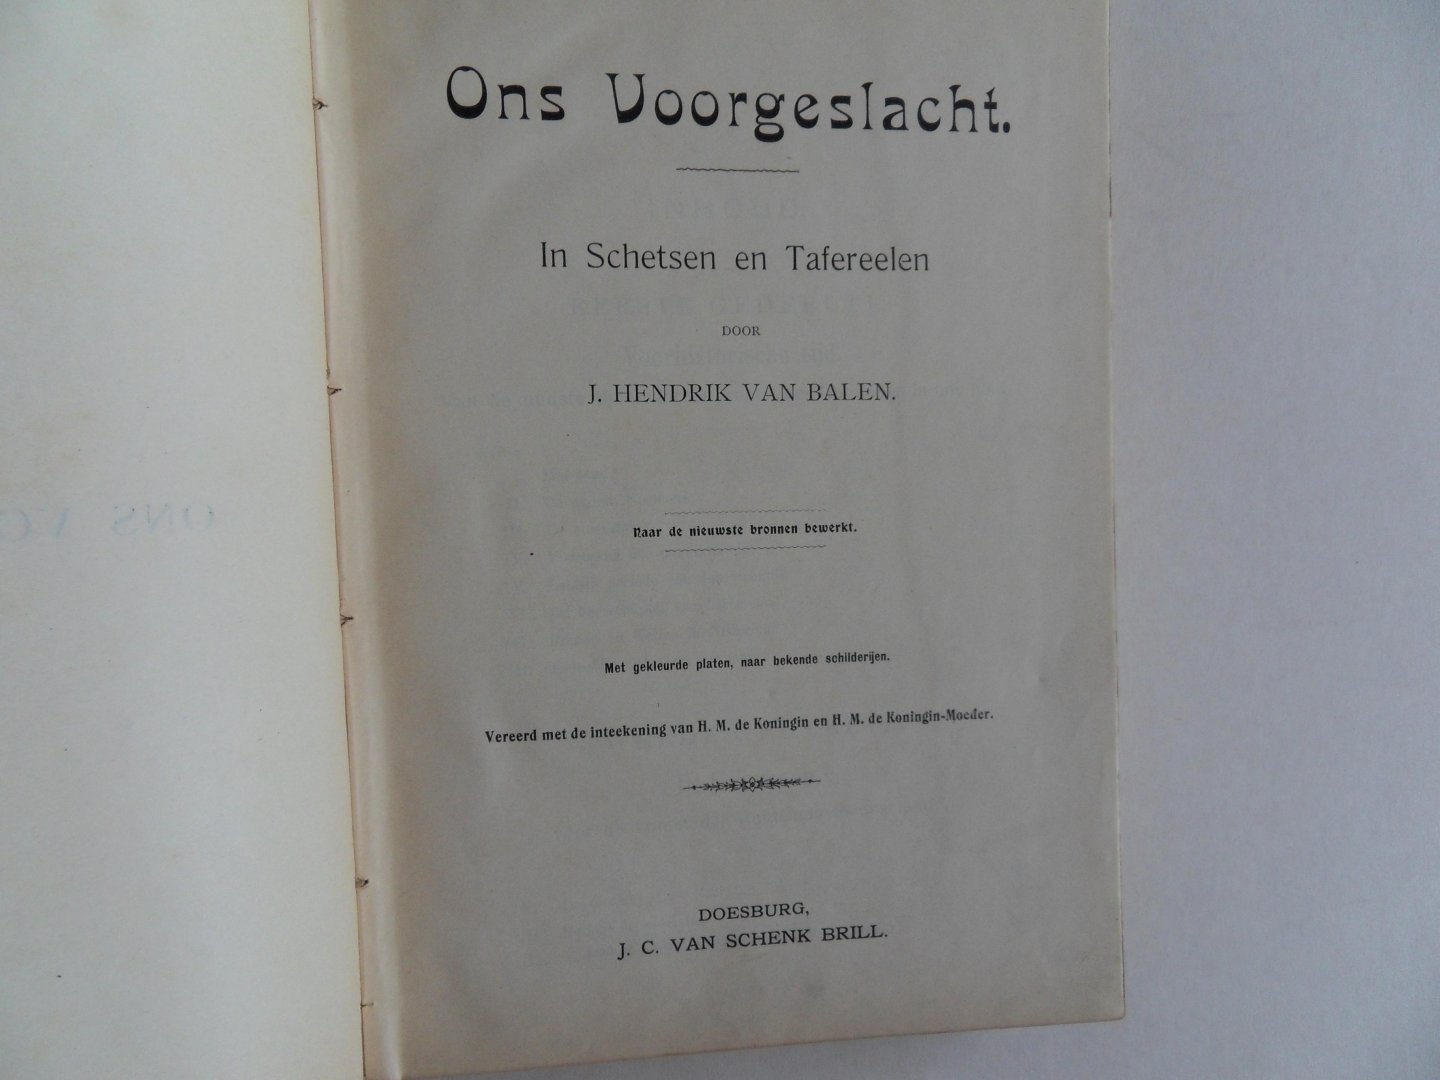 Ons Voorgeslacht.
In Schetsen en Tafereelen
DOOR
J. HENDRIK VAN BALEN.
Naar de nieuwste bronnen bewerkt.
Met gekleurde platen, naar bekende schilderijen.
Vereerd met de inteekening van H. M. de Koningin en H. M. de Koningin-Moeder.
DOESBURG,
J. C. VAN SCHENK BRILL.